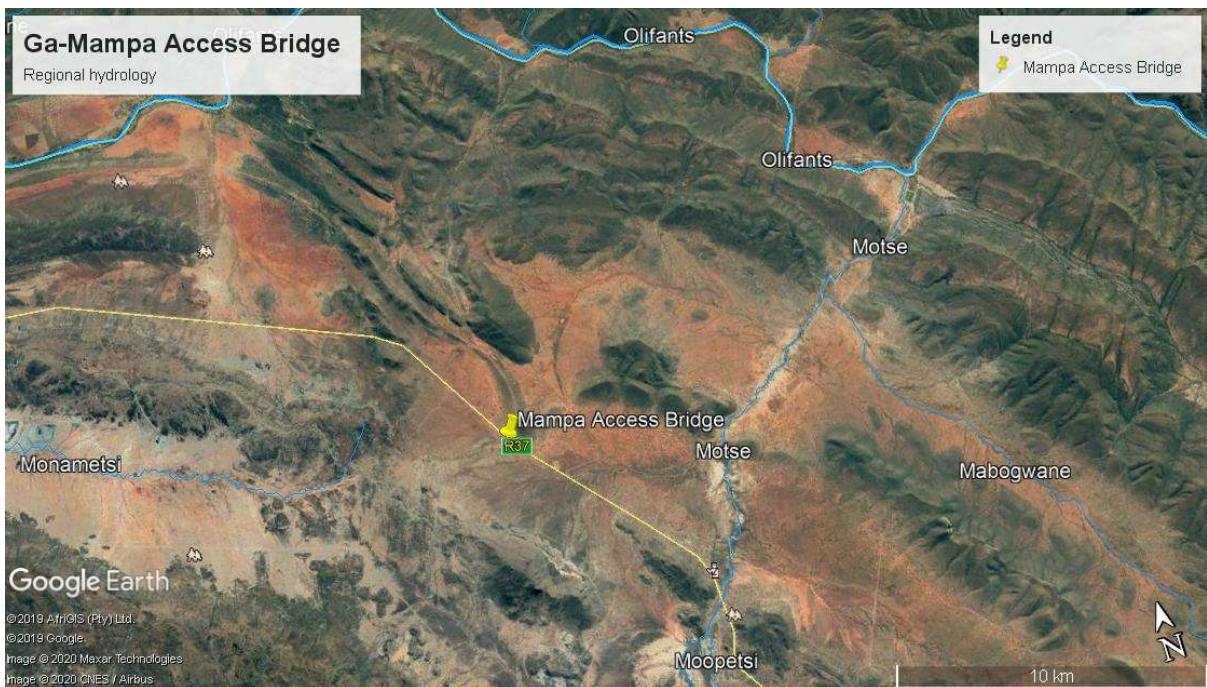 Ga-Mampa Access Bridge
Regional hydrology
Legend
Mampa Access Bridge
Olifants
Olifants
Motse
Mampa Access Bridge
R37
Motse
Monametsi
Mabogwane
Google Earth
©2019 AfriGIS (Pty) Ltd.
©2019 Google
Image © 2020 Maxar Technologies
Image © 2020 CNES / Airbus
Moopetsi
N
10 km